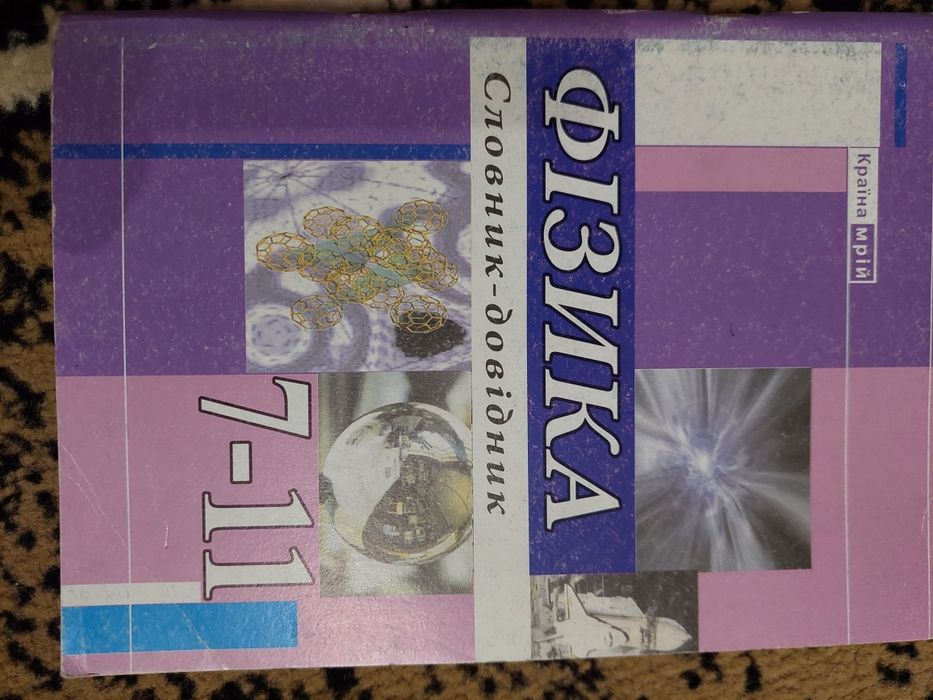 Країна мрій
ФІЗИКА
Словник-довідник
7-11